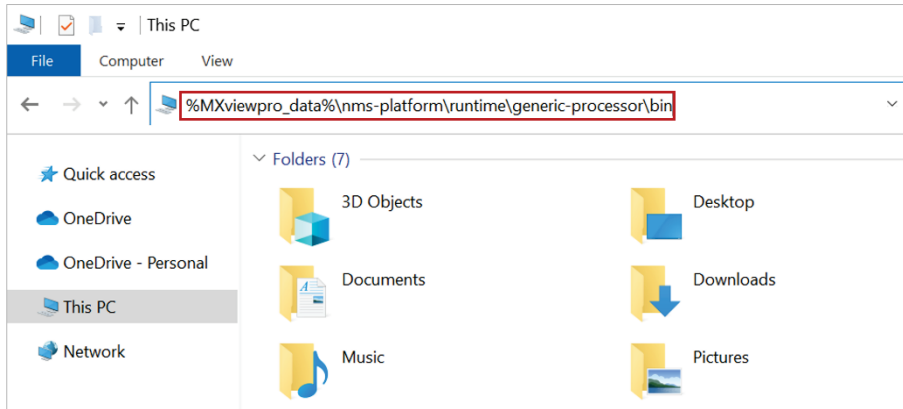 This PC
File Computer View
%MXviewpro_data%\nms-platform\runtime\generic-processor\bin
Quick access
OneDrive
OneDrive - Personal
This PC
Network
Folders (7)
3D Objects
Desktop
Documents
Downloads
Music
Pictures